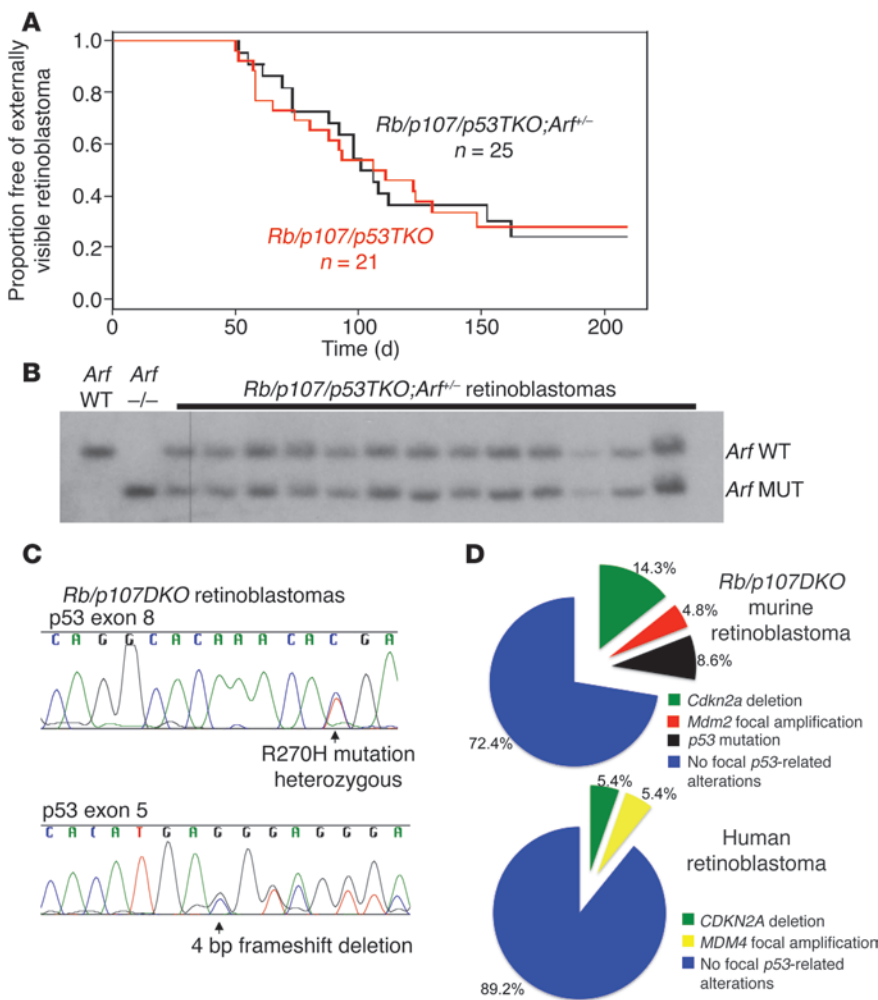 A
Proportion free of externally
visible retinoblastoma
1.0
0.8
0.6
0.4
0.2
0.0
Rb/p107/p53TKO;Arf+/–
n = 25
Rb/p107/p53TKO
n = 21
0 50 100 150 200
Time (d)
B
Arf Arf
WT –/–
Rb/p107/p53TKO;Arf+/– retinoblastomas
Arf WT
Arf MUT
C
Rb/p107DKO retinoblastomas
p53 exon 8
C A G G C A C A A A C A C G A
R270H mutation
heterozygous
p53 exon 5
C A C A T G A G G G A G G G A
4 bp frameshift deletion
D
14.3%
4.8%
8.6%
72.4%
Rb/p107DKO
murine
retinoblastoma
Cdkn2a deletion
Mdm2 focal amplification
p53 mutation
No focal p53-related
alterations
5.4%
5.4%
89.2%
Human
retinoblastoma
CDKN2A deletion
MDM4 focal amplification
No focal p53-related
alterations